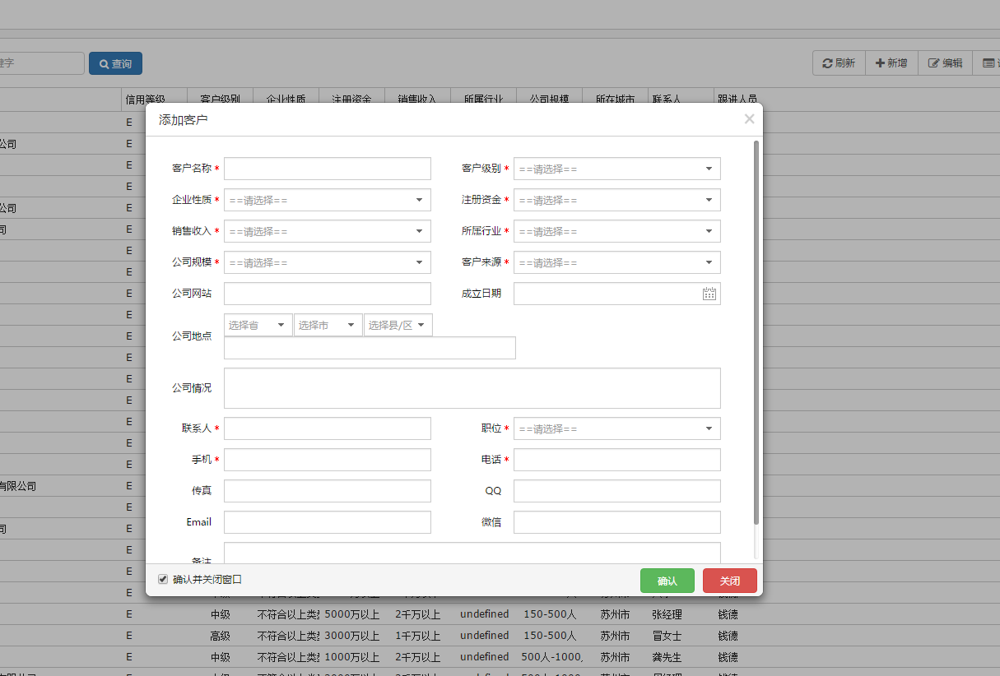 键字 查询 刷新 新增 编辑
信用等级 客户级别 企业性质 注册资金 销售收入 所属行业 公司规模 所在城市 联系人 跟进人员
添加客户 ×
E
公司 E
E
E
公司 E
司 E
E
E
E
E
E
E
E
E
E
E
E
有限公司 E
E
司 E
E
E
E
客户名称 * 客户级别 * ==请选择==
企业性质 * ==请选择== 注册资金 * ==请选择==
销售收入 * ==请选择== 所属行业 * ==请选择==
公司规模 * ==请选择== 客户来源 * ==请选择==
公司网站 成立日期
公司地点 选择省 选择市 选择县/区
公司情况
联系人 * 职位 * ==请选择==
手机 * 电话 *
传真 QQ
Email 微信
备注
确认并关闭窗口 确认 关闭
E 中级 不符合以上类 5000万以上 2千万以上 undefined 150-500人 苏州市 张经理 钱德
E 高级 不符合以上类 3000万以上 1千万以上 undefined 150-500人 苏州市 冒女士 钱德
E 中级 不符合以上类 1000万以上 2千万以上 undefined 500人-1000 苏州市 龚先生 钱德